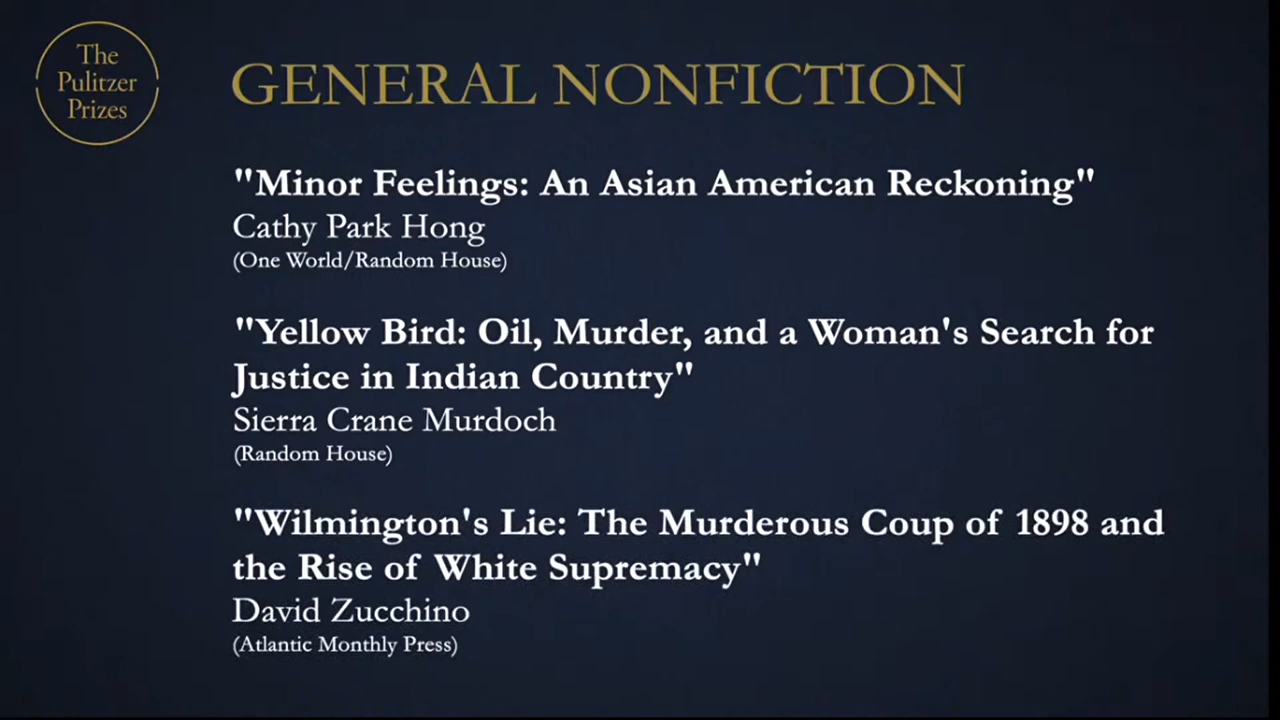 The
Pulitzer
Prizes
GENERAL NONFICTION
"Minor Feelings: An Asian American Reckoning"
Cathy Park Hong
(One World/Random House)
"Yellow Bird: Oil, Murder, and a Woman's Search for
Justice in Indian Country"
Sierra Crane Murdoch
(Random House)
"Wilmington's Lie: The Murderous Coup of 1898 and
the Rise of White Supremacy"
David Zucchino
(Atlantic Monthly Press)